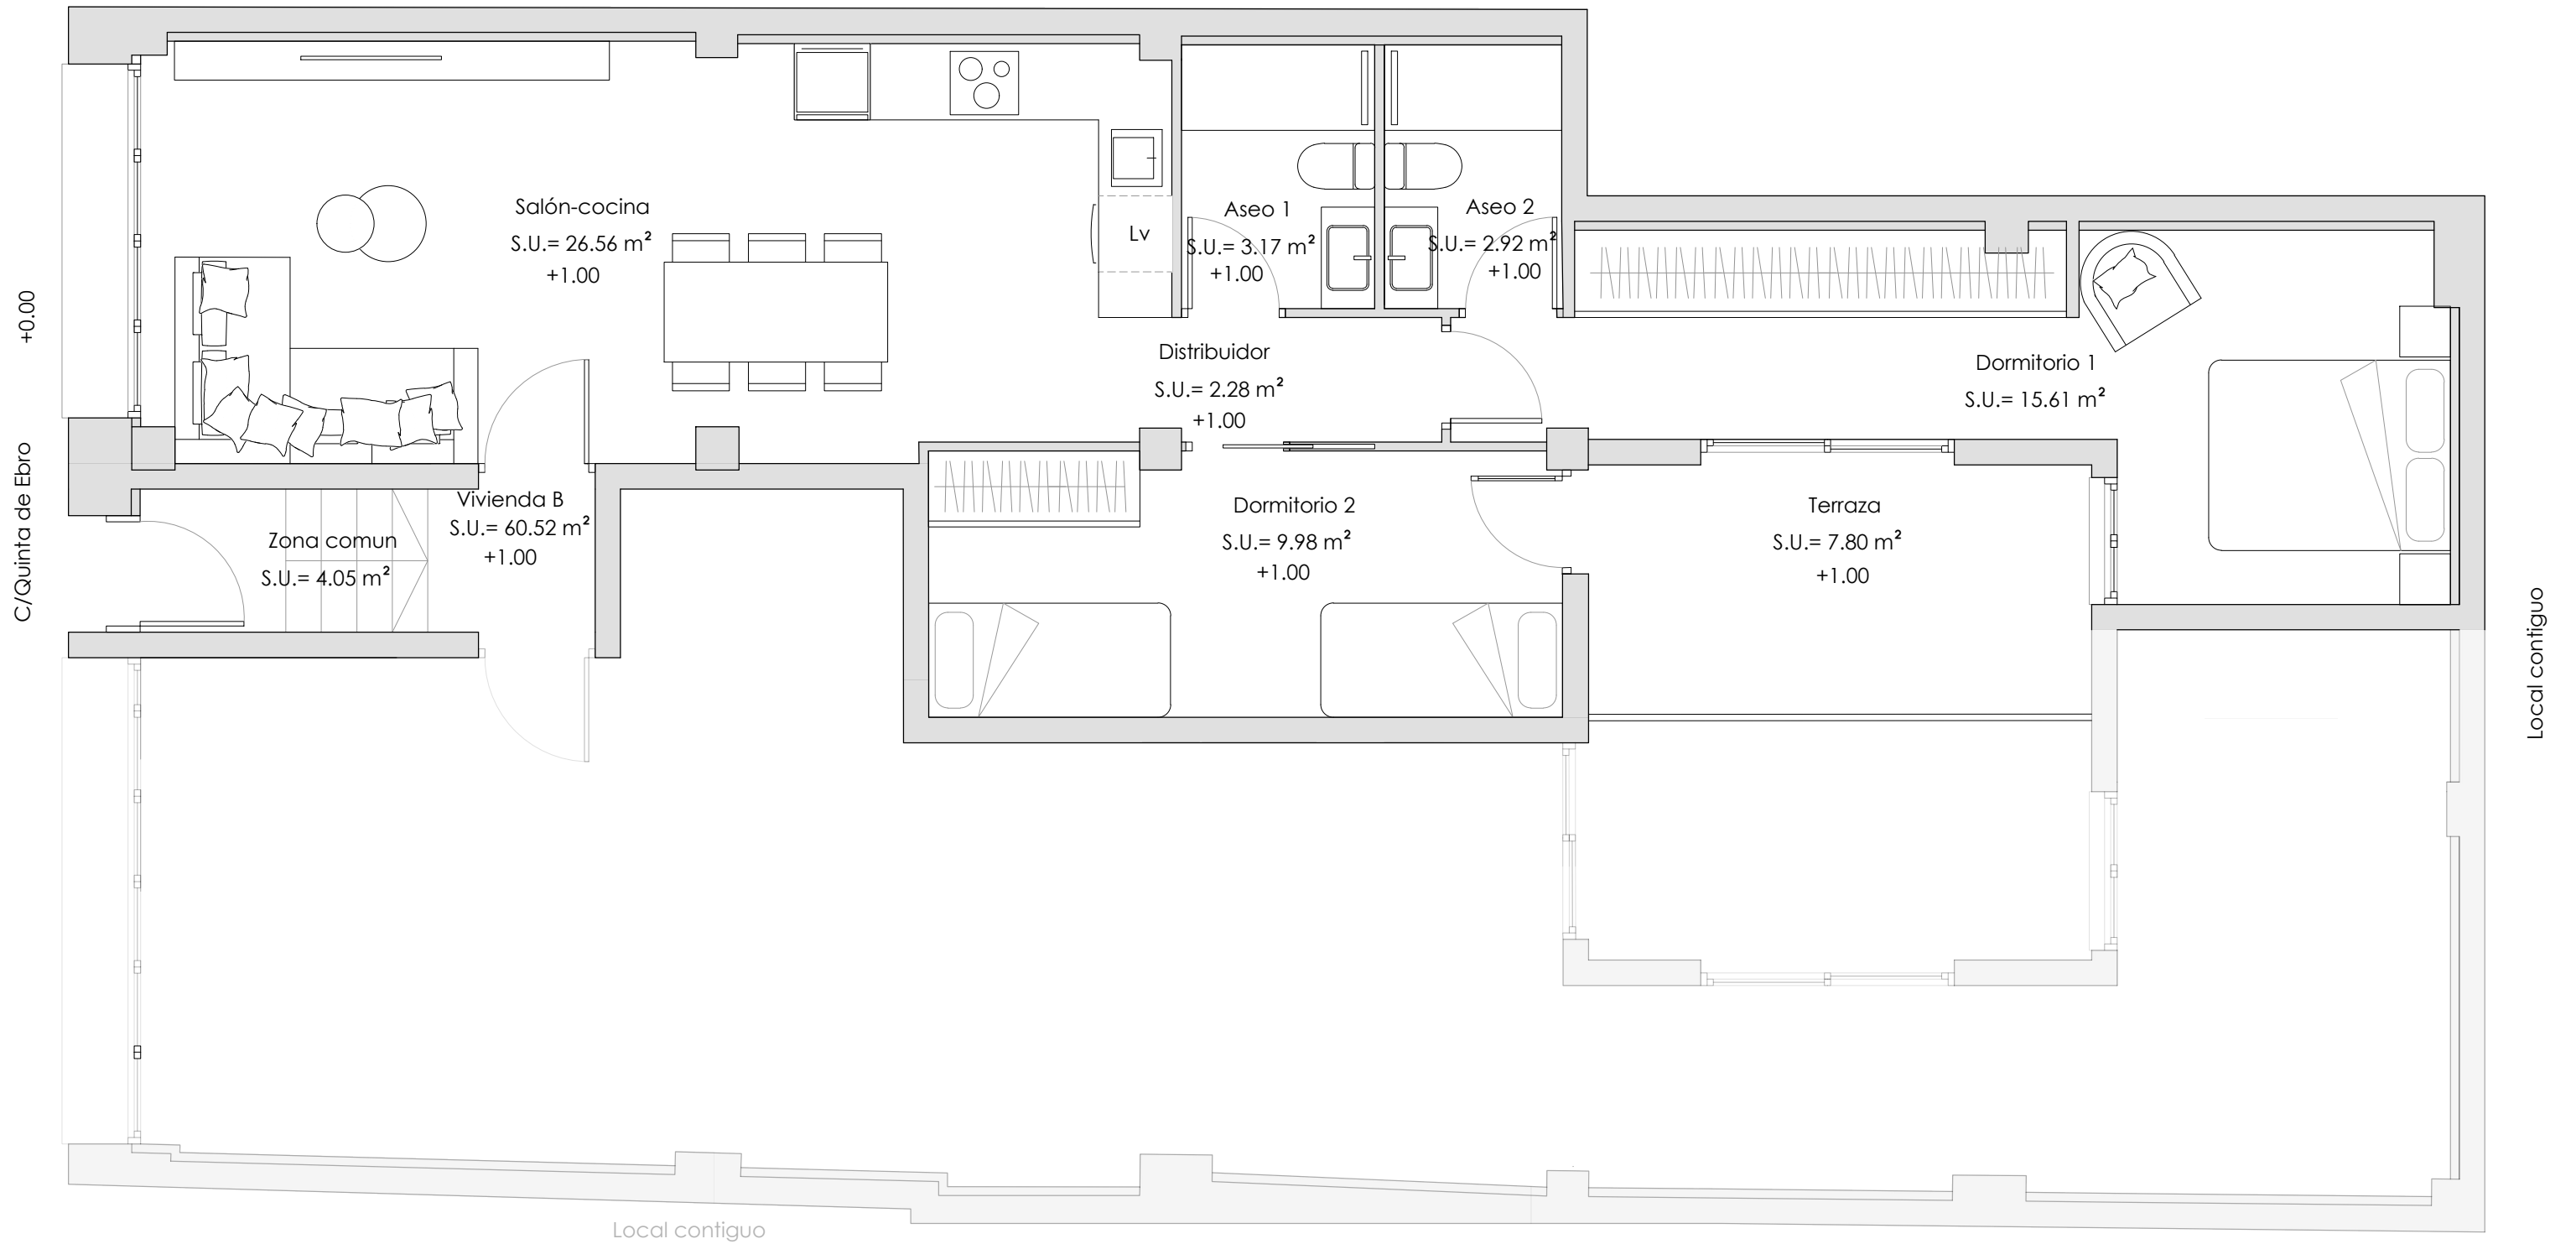 Salón-cocina
S.U.= 26.56 m²
+1.00
Lv
Aseo 1
S.U.= 3.17 m²
+1.00
Aseo 2
S.U.= 2.92 m²
+1.00
Distribuidor
S.U.= 2.28 m²
+1.00
Dormitorio 1
S.U.= 15.61 m²
+0.00
C/Quinta de Ebro
Vivienda B
S.U.= 60.52 m²
+1.00
Zona comun
S.U.= 4.05 m²
Dormitorio 2
S.U.= 9.98 m²
+1.00
Terraza
S.U.= 7.80 m²
+1.00
Local contiguo
Local contiguo